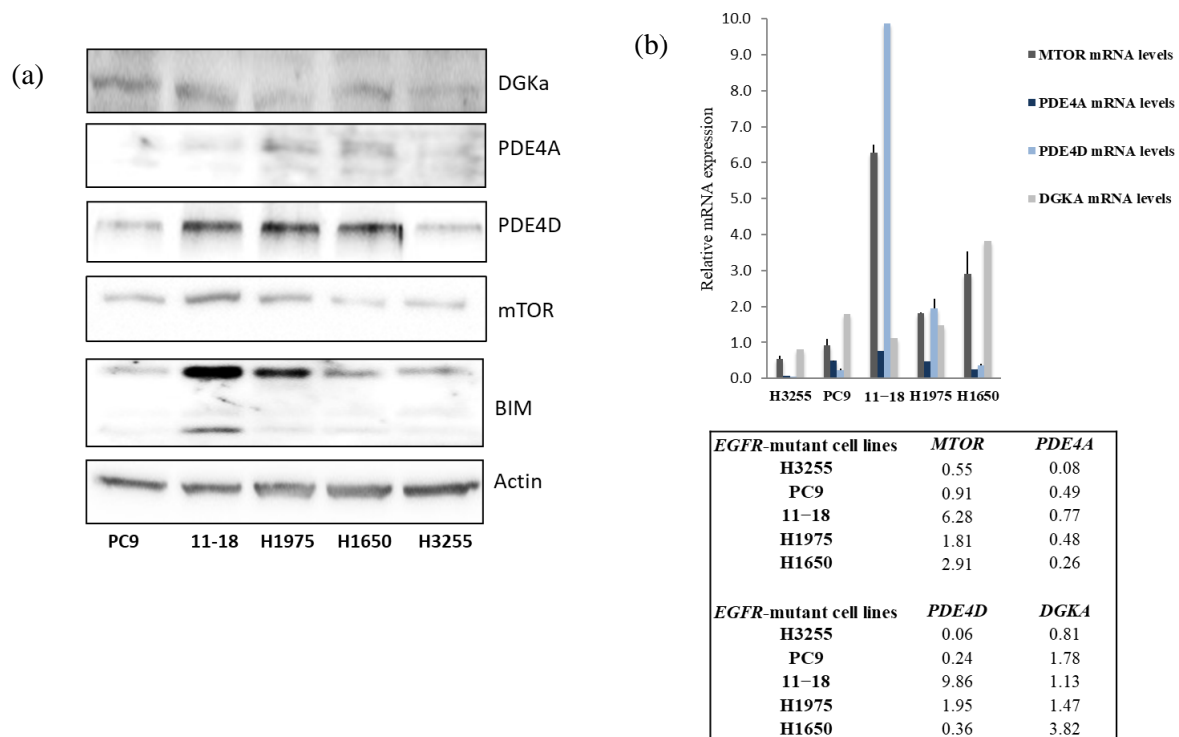 (a)
DGKa
PDE4A
PDE4D
mTOR
BIM
Actin
PC9 11-18 H1975 H1650 H3255
(b)
Relative mRNA expression
10.0
9.0
8.0
7.0
6.0
5.0
4.0
3.0
2.0
1.0
0.0
H3255 PC9 11−18 H1975 H1650
MTOR mRNA levels
PDE4A mRNA levels
PDE4D mRNA levels
DGKA mRNA levels
EGFR-mutant cell lines MTOR PDE4A
H3255 0.55 0.08
PC9 0.91 0.49
11−18 6.28 0.77
H1975 1.81 0.48
H1650 2.91 0.26
EGFR-mutant cell lines PDE4D DGKA
H3255 0.06 0.81
PC9 0.24 1.78
11−18 9.86 1.13
H1975 1.95 1.47
H1650 0.36 3.82